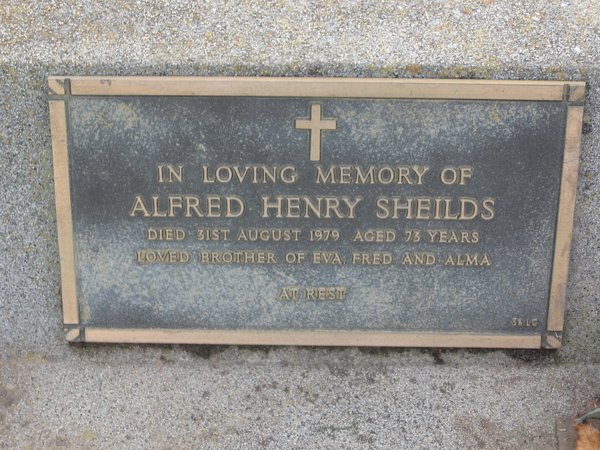 IN LOVING MEMORY OF
ALFRED HENRY SHEILDS
DIED 31ST AUGUST 1979 AGED 73 YEARS
LOVED BROTHER OF EVA, FRED AND ALMA
AT REST